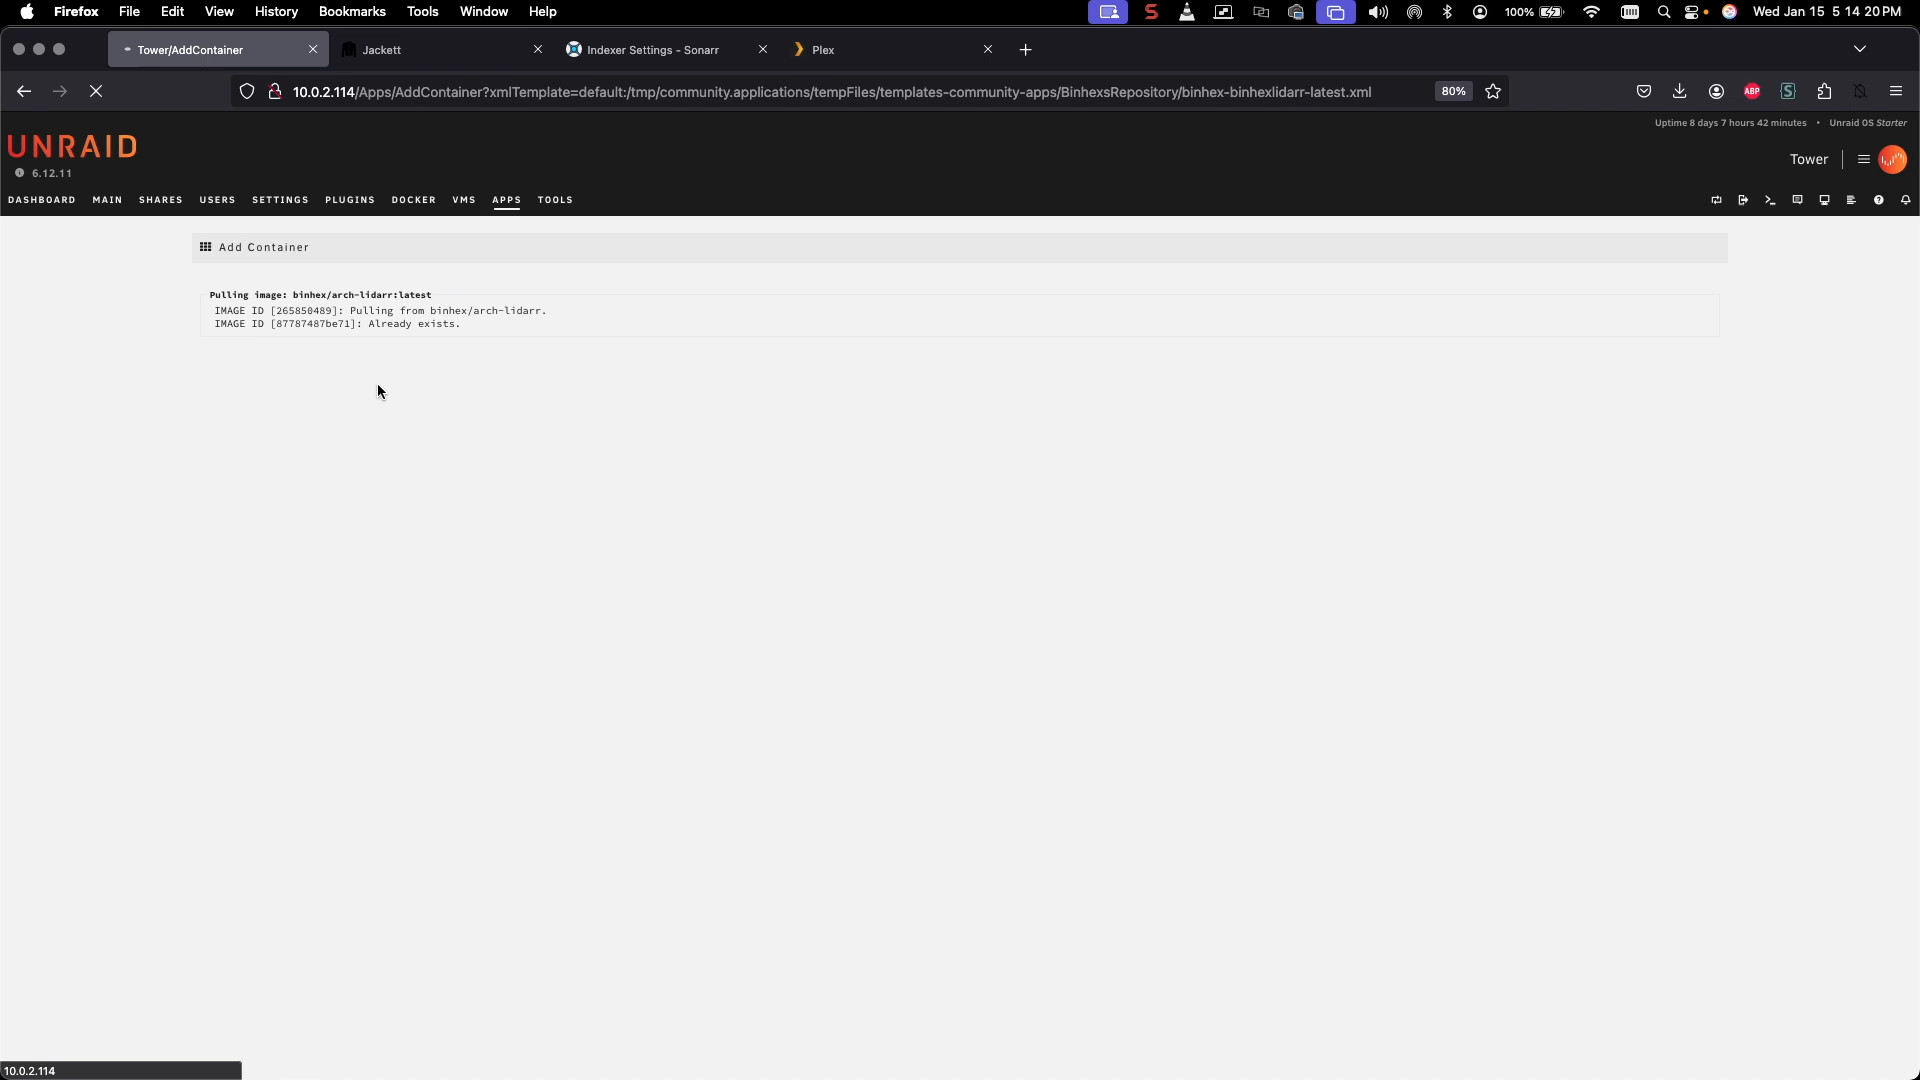 Firefox File Edit View History Bookmarks Tools Window Help 100% Wed Jan 15 5 14 20 PM
Tower/AddContainer Jackett Indexer Settings - Sonarr Plex
10.0.2.114/Apps/AddContainer?xmlTemplate=default:/tmp/community.applications/tempFiles/templates-community-apps/BinhexsRepository/binhex-binhexlidarr-latest.xml 80% ABP
Uptime 8 days 7 hours 42 minutes • Unraid OS Starter
UNRAID
6.12.11
Tower
DASHBOARD MAIN SHARES USERS SETTINGS PLUGINS DOCKER VMS APPS TOOLS
Add Container
Pulling image: binhex/arch-lidarr:latest
IMAGE ID [265850489]: Pulling from binhex/arch-lidarr.
IMAGE ID [87787487be71]: Already exists.
10.0.2.114